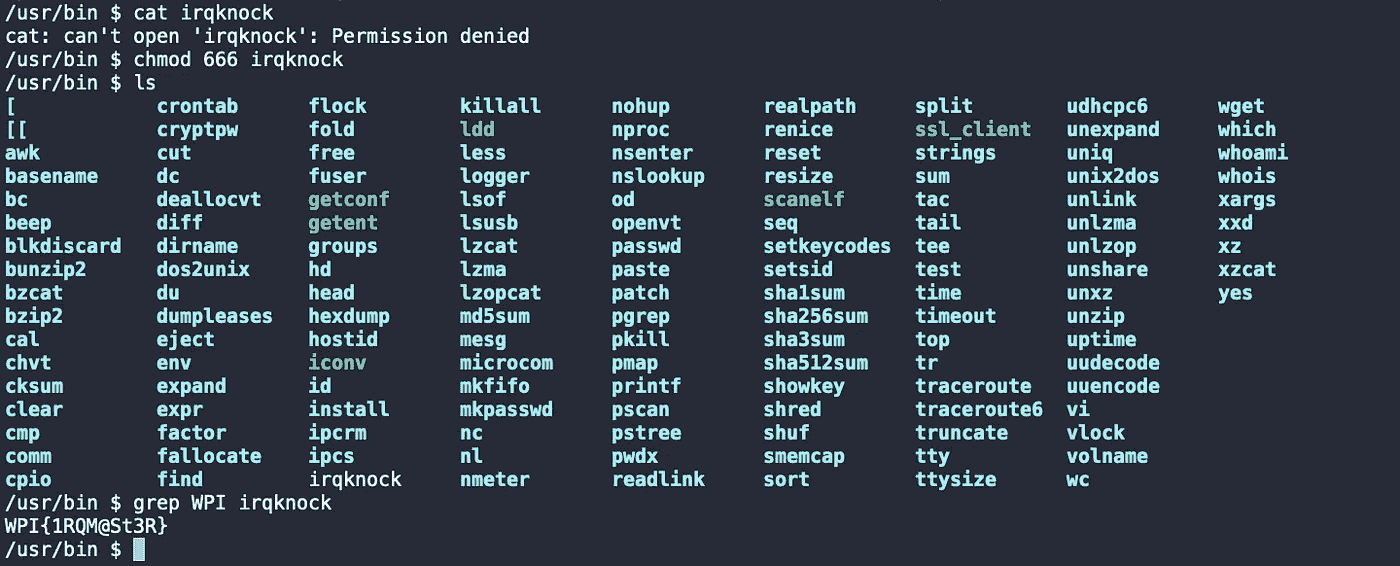 /usr/bin $ cat irqknock
cat: can't open 'irqknock': Permission denied
/usr/bin $ chmod 666 irqknock
/usr/bin $ ls
[ crontab flock killall nohup realpath split udhcpc6 wget
[[ cryptpw fold ldd nproc renice ssl_client unexpand which
awk cut free less nsenter reset strings uniq whoami
basename dc fuser logger nslookup resize sum unix2dos whois
bc deallocvt getconf lsof od scanelf tac unlink xargs
beep diff getent lsusb openvt seq tail unlzma xxd
blkdiscard dirname groups lzcat passwd setkeycodes tee unlzop xz
bunzip2 dos2unix hd lzma paste setsid test unshare xzcat
bzcat du head lzopcat patch sha1sum time unxz yes
bzip2 dumpleases hexdump md5sum pgrep sha256sum timeout unzip
cal eject hostid mesg pkill sha3sum top uptime
chvt env iconv microcom pmap sha512sum tr uudecode
cksum expand id mkfifo printf showkey traceroute uuencode
clear expr install mkpasswd pscan shred traceroute6 vi
cmp factor ipcrm nc pstree shuf truncate vlock
comm fallocate ipcs nl pwdx smemcap tty volname
cpio find irqknock nmeter readlink sort ttysize wc
/usr/bin $ grep WPI irqknock
WPI{1RQM@St3R}
/usr/bin $